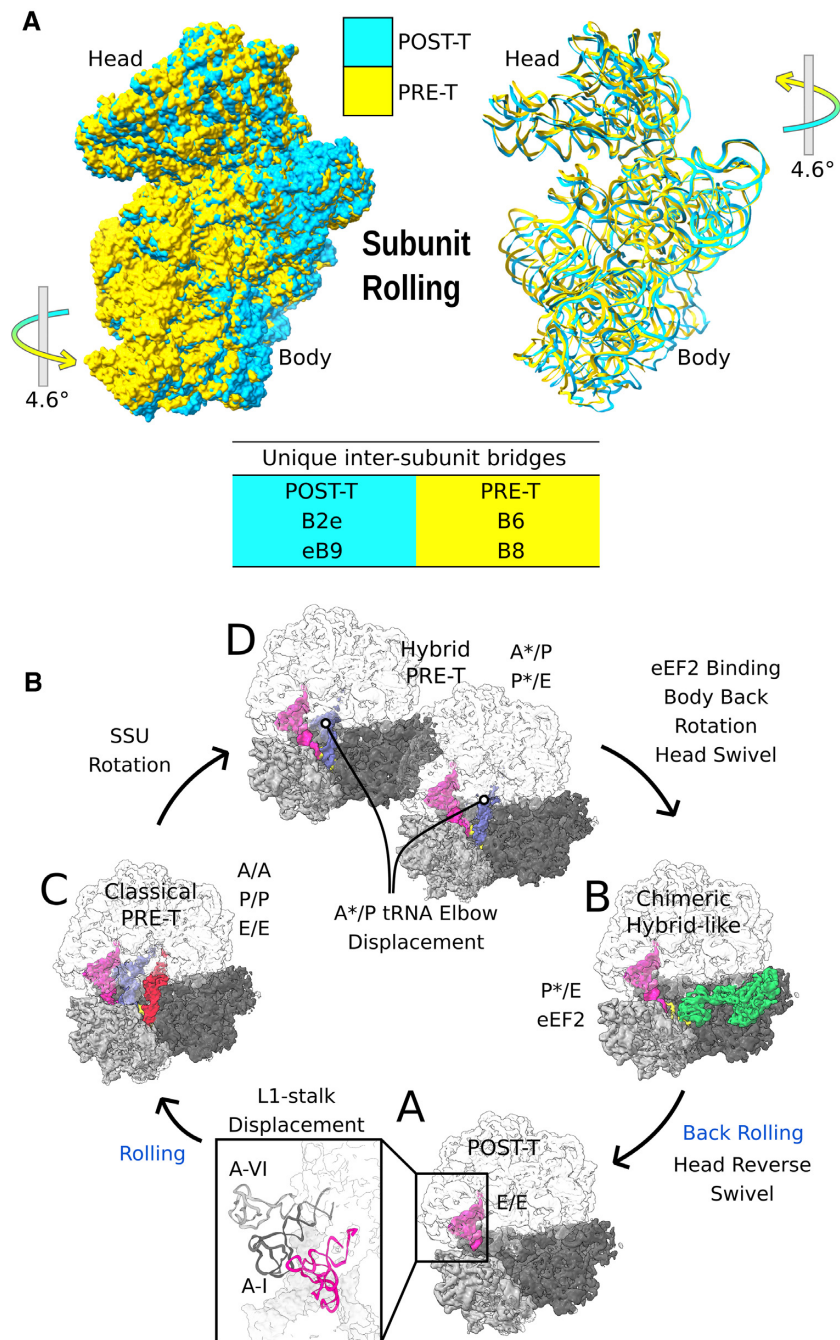 A
Head
POST-T
PRE-T
Head
4.6°
Subunit
Rolling
4.6°
Body
Body
Unique inter-subunit bridges
POST-T PRE-T
B2e B6
eB9 B8
B
D
Hybrid
PRE-T
A*/P
P*/E
SSU
Rotation
eEF2 Binding
Body Back
Rotation
Head Swivel
C
Classical
PRE-T
A/A
P/P
E/E
A*/P tRNA Elbow
Displacement
B
Chimeric
Hybrid-like
P*/E
eEF2
L1-stalk
Displacement
Rolling
A-VI
A-I
A
POST-T
E/E
Back Rolling
Head Reverse
Swivel